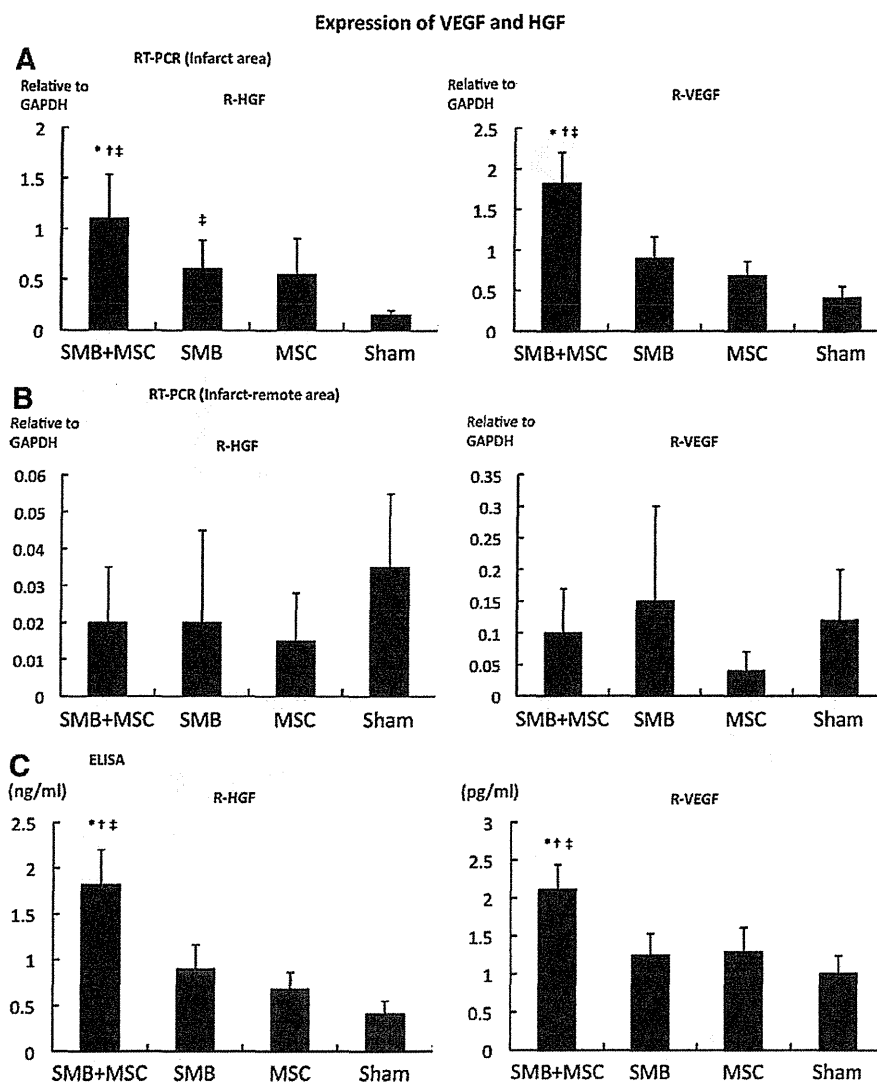 Expression of VEGF and HGF
A
RT-PCR (Infarct area)
Relative to
GAPDH
R-HGF
2
1.5
1
0.5
0
* † ‡
‡
SMB+MSC SMB MSC Sham
R-VEGF
2.5
2
1.5
1
0.5
0
* † ‡
SMB+MSC SMB MSC Sham
B
RT-PCR (Infarct-remote area)
Relative to
GAPDH
R-HGF
0.06
0.05
0.04
0.03
0.02
0.01
0
SMB+MSC SMB MSC Sham
Relative to
GAPDH
R-VEGF
0.35
0.3
0.25
0.2
0.15
0.1
0.05
0
SMB+MSC SMB MSC Sham
C
ELISA
(ng/ml)
R-HGF
2.5
2
1.5
1
0.5
0
* † ‡
SMB+MSC SMB MSC Sham
(pg/ml)
R-VEGF
3
2.5
2
1.5
1
0.5
0
* † ‡
SMB+MSC SMB MSC Sham